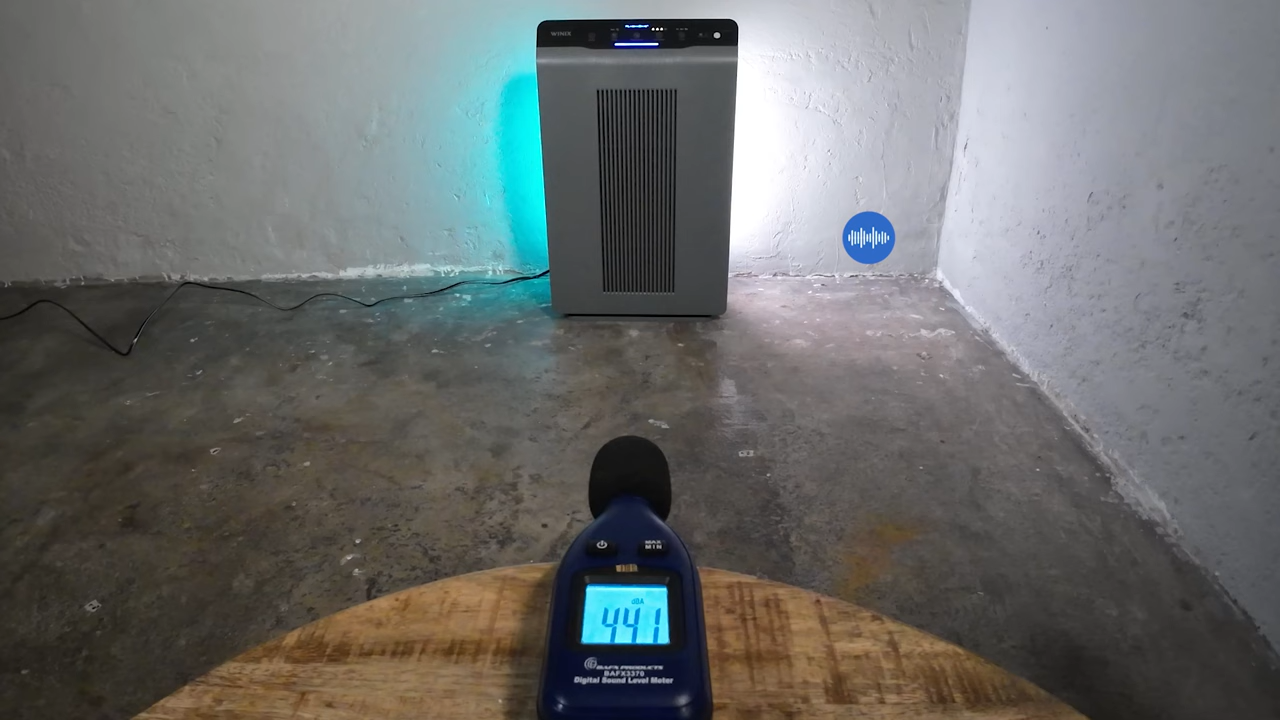 WINIX
MAX
MIN
dBA
44.1
BAFX PRODUCTS
BAFX3370
Digital Sound Level Meter